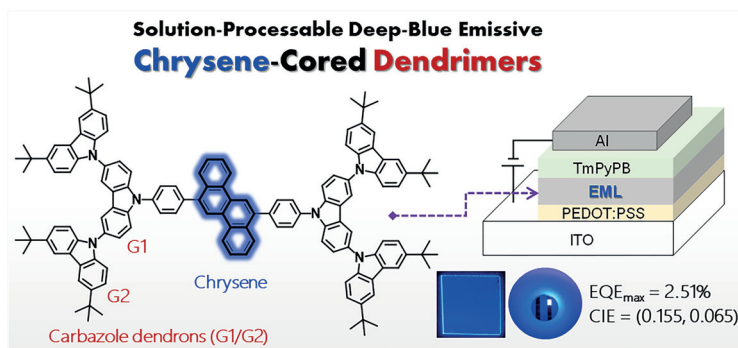 Solution-Processable Deep-Blue Emissive
Chrysene-Cored Dendrimers
N
N
N
G1
G2
Chrysene
Carbazole dendrons (G1/G2)
N
N
N
Al
TmPyPB
EML
PEDOT:PSS
ITO
EQEmax = 2.51%
CIE = (0.155, 0.065)